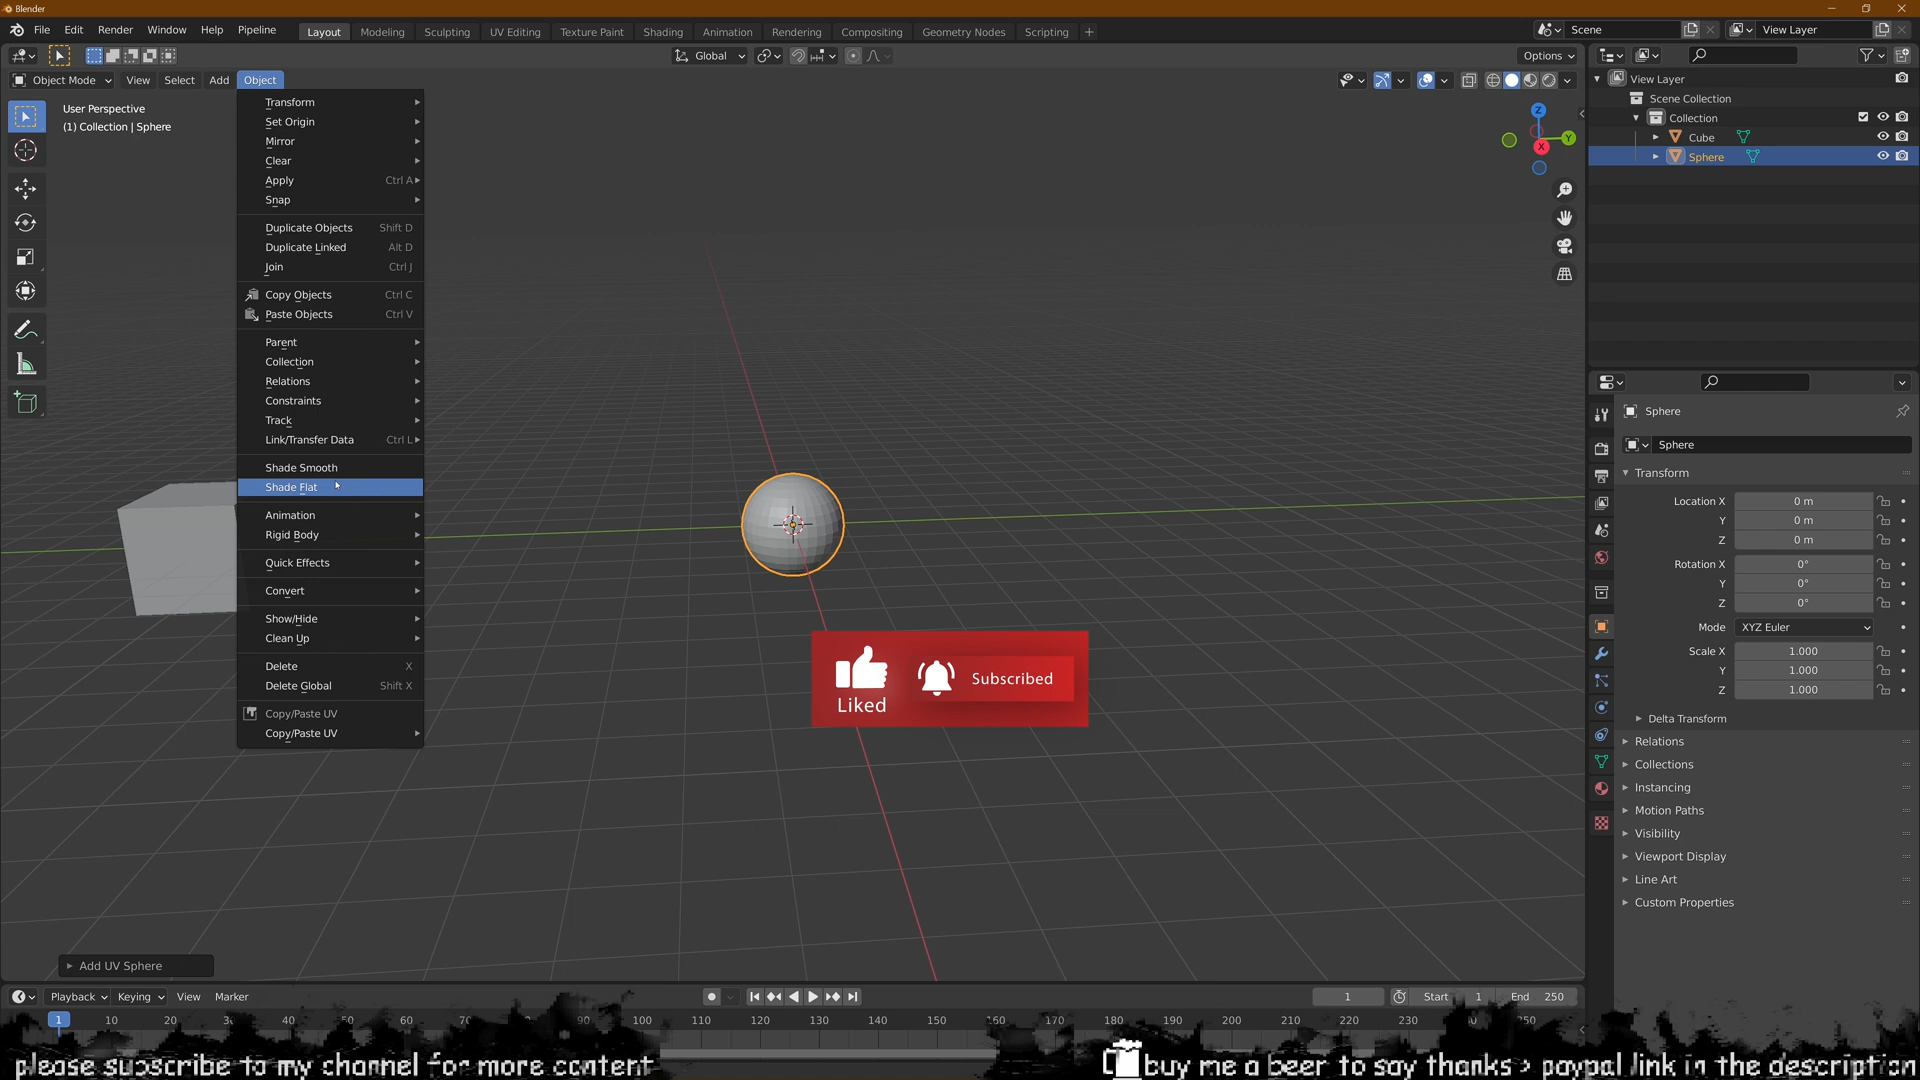 Blender
File Edit Render Window Help Pipeline Layout Modeling Sculpting UV Editing Texture Paint Shading Animation Rendering Compositing Geometry Nodes Scripting + Scene View Layer
Global Options
Object Mode View Select Add Object
User Perspective
(1) Collection | Sphere
Transform
Set Origin
Mirror
Clear
Apply Ctrl A
Snap
Duplicate Objects Shift D
Duplicate Linked Alt D
Join Ctrl J
Copy Objects Ctrl C
Paste Objects Ctrl V
Parent
Collection
Relations
Constraints
Track
Link/Transfer Data Ctrl L
Shade Smooth
Shade Flat
Animation
Rigid Body
Quick Effects
Convert
Show/Hide
Clean Up
Delete X
Delete Global Shift X
Copy/Paste UV
Copy/Paste UV
Z
Y
X
Liked
Subscribed
Add UV Sphere
View Layer
Scene Collection
Collection
Cube
Sphere
Sphere
Sphere
Transform
Location X 0 m
Y 0 m
Z 0 m
Rotation X 0°
Y 0°
Z 0°
Mode XYZ Euler
Scale X 1.000
Y 1.000
Z 1.000
Delta Transform
Relations
Collections
Instancing
Motion Paths
Visibility
Viewport Display
Line Art
Custom Properties
Playback Keying View Marker 1 Start 1 End 250
1 10 20 40 50 60 100 110 120 130 140 150 160 170 180 190 200 210 220 230
please subscribe to my channel for more content
buy me a beer to say thanks > paypal link in the description